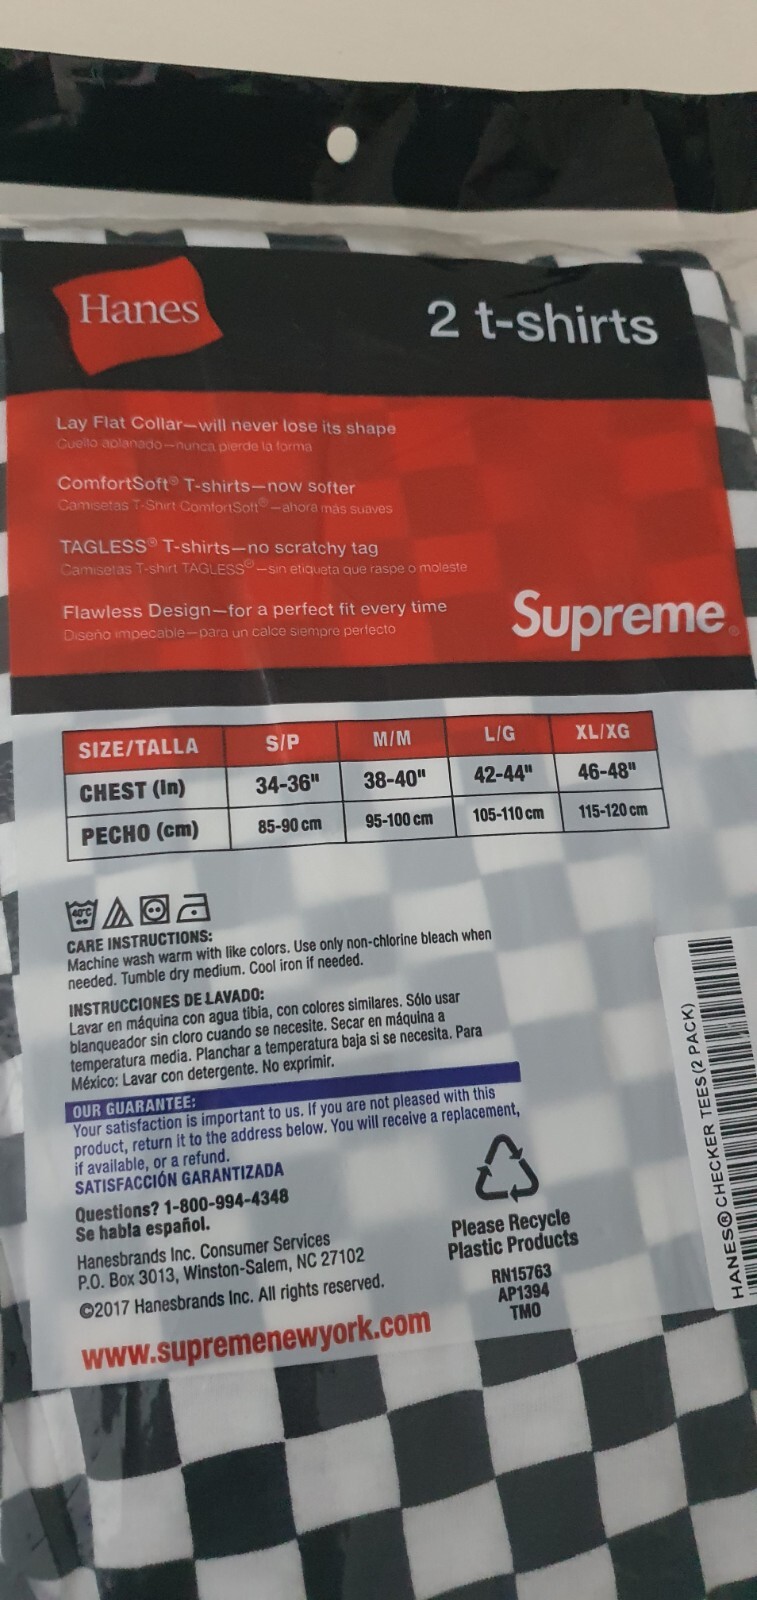 Hanes
2 t-shirts
Lay Flat Collar—will never lose its shape
Cuello aplanado—nunca pierde la forma
ComfortSoft® T-shirts—now softer
Camisetas T-Shirt ComfortSoft®—ahora más suaves
TAGLESS® T-shirts—no scratchy tag
Camisetas T-shirt TAGLESS®—sin etiqueta que raspe o moleste
Flawless Design—for a perfect fit every time
Diseño impecable—para un calce siempre perfecto
Supreme®
SIZE/TALLA S/P M/M L/G XL/XG
CHEST (In) 34-36" 38-40" 42-44" 46-48"
PECHO (cm) 85-90 cm 95-100 cm 105-110 cm 115-120 cm
40°C
CARE INSTRUCTIONS:
Machine wash warm with like colors. Use only non-chlorine bleach when
needed. Tumble dry medium. Cool iron if needed.
INSTRUCCIONES DE LAVADO:
Lavar en máquina con agua tibia, con colores similares. Sólo usar
blanqueador sin cloro cuando se necesite. Secar en máquina a
temperatura media. Planchar a temperatura baja si se necesita. Para
México: Lavar con detergente. No exprimir.
OUR GUARANTEE:
Your satisfaction is important to us. If you are not pleased with this
product, return it to the address below. You will receive a replacement,
if available, or a refund.
SATISFACCIÓN GARANTIZADA
Questions? 1-800-994-4348
Se habla español.
Hanesbrands Inc. Consumer Services
P.O. Box 3013, Winston-Salem, NC 27102
©2017 Hanesbrands Inc. All rights reserved.
www.supremenewyork.com
Please Recycle
Plastic Products
RN15763
AP1394
TMO
HANES® CHECKER TEES(2 PACK)